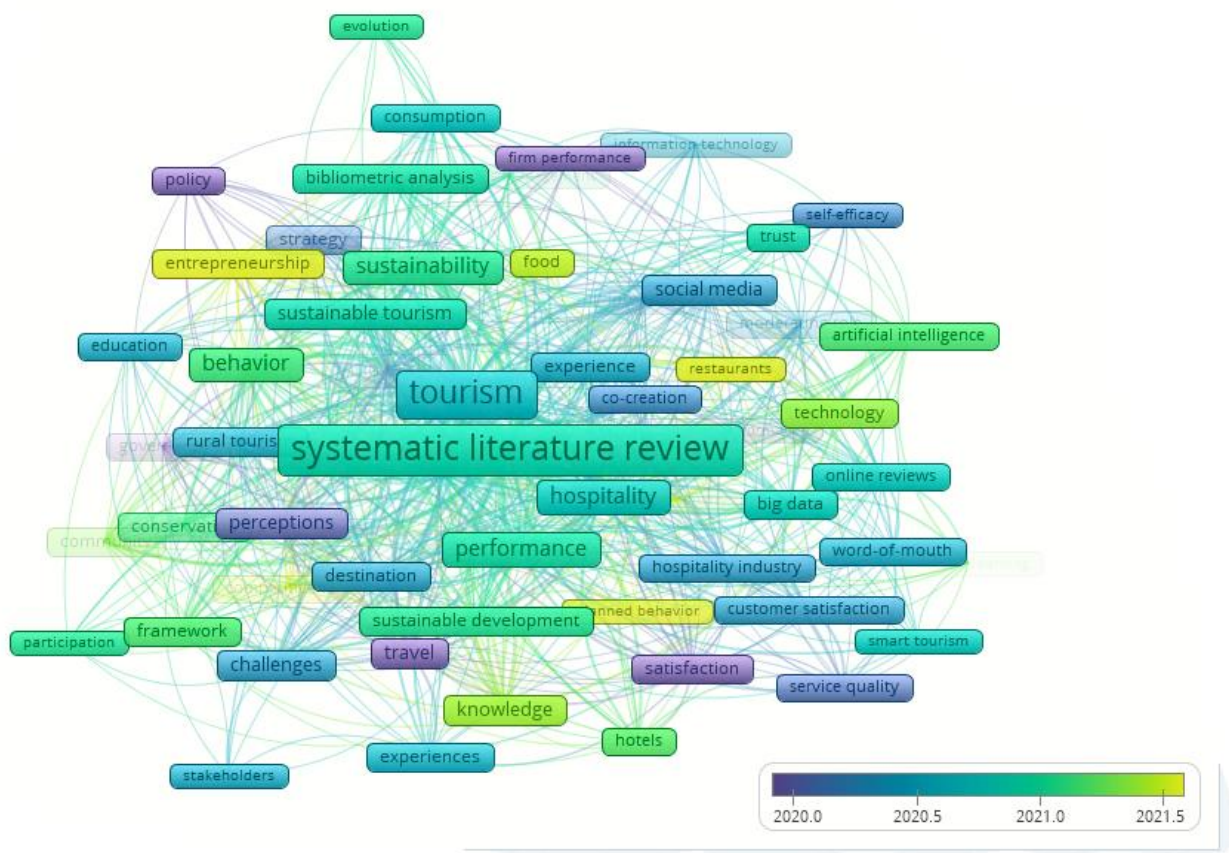 evolution
consumption
information technology
firm performance
policy
bibliometric analysis
self-efficacy
strategy
trust
entrepreneurship
sustainability
food
social media
sustainable tourism
artificial intelligence
education
behavior
experience
restaurants
tourism
co-creation
technology
rural touris
systematic literature review
online reviews
hospitality
big data
perceptions
performance
word-of-mouth
hospitality industry
destination
customer satisfaction
sustainable development
behavior
framework
participation
smart tourism
travel
challenges
satisfaction
service quality
knowledge
hotels
experiences
stakeholders
2020.0 2020.5 2021.0 2021.5